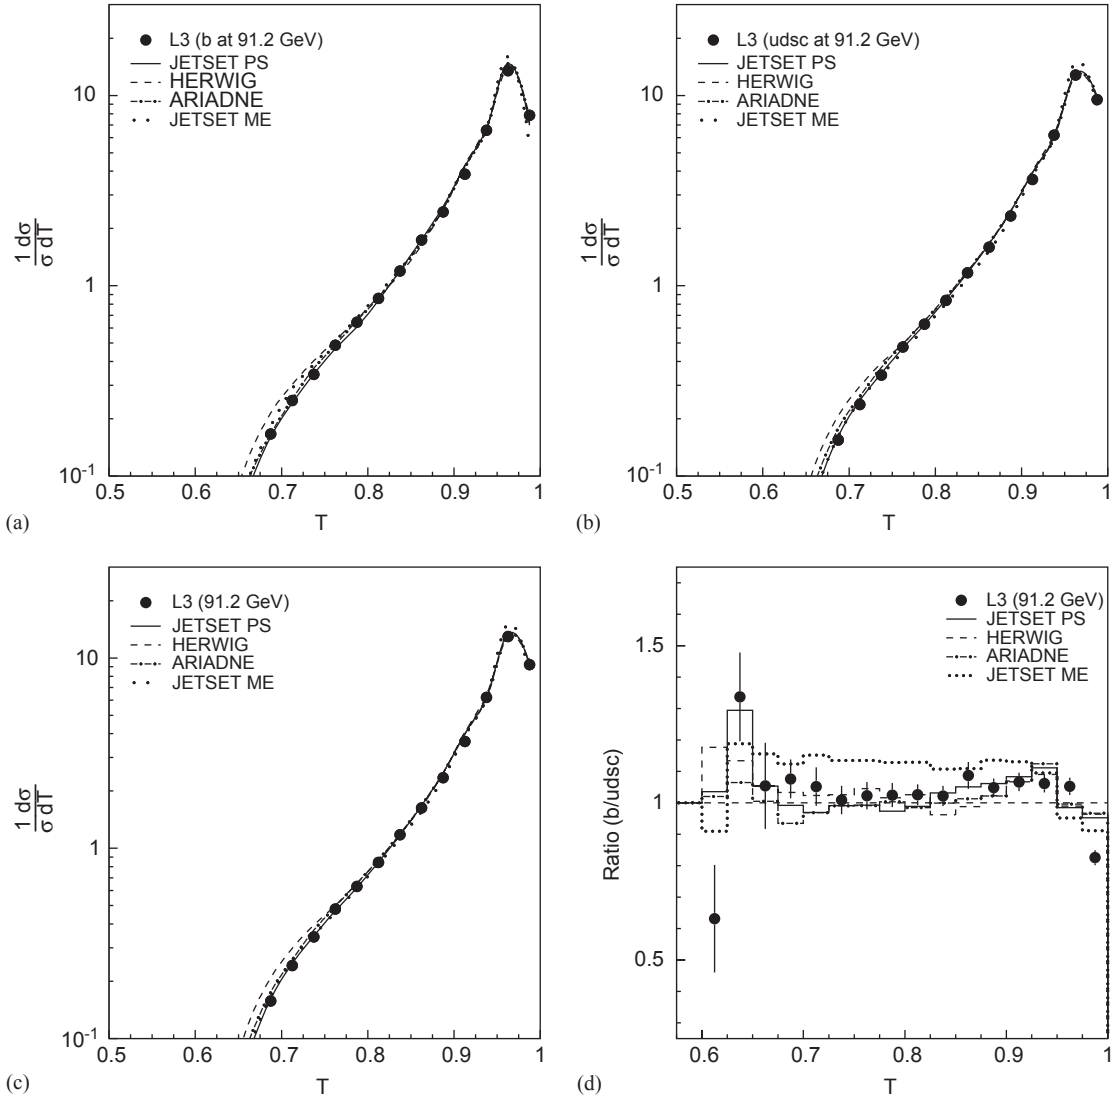 L3 (b at 91.2 GeV)
JETSET PS
HERWIG
ARIADNE
JETSET ME
10
1
10-1
1 dσ
σ dT
0.5 0.6 0.7 0.8 0.9 1
T
(a)
L3 (udsc at 91.2 GeV)
JETSET PS
HERWIG
ARIADNE
JETSET ME
10
1
10-1
1 dσ
σ dT
0.5 0.6 0.7 0.8 0.9 1
T
(b)
L3 (91.2 GeV)
JETSET PS
HERWIG
ARIADNE
JETSET ME
10
1
10-1
1 dσ
σ dT
0.5 0.6 0.7 0.8 0.9 1
T
(c)
L3 (91.2 GeV)
JETSET PS
HERWIG
ARIADNE
JETSET ME
1.5
1
0.5
Ratio (b/udsc)
0.6 0.7 0.8 0.9 1
T
(d)